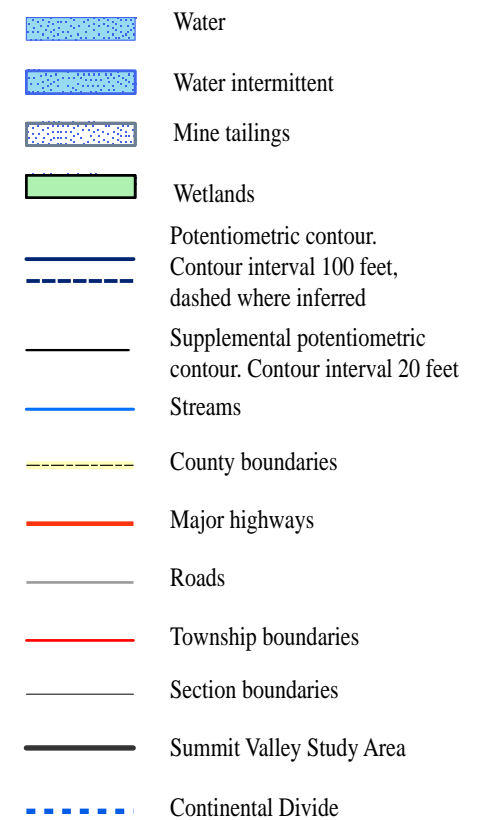 Water
Water intermittent
Mine tailings
Wetlands
Potentiometric contour.
Contour interval 100 feet,
dashed where inferred
Supplemental potentiometric
contour. Contour interval 20 feet
Streams
County boundaries
Major highways
Roads
Township boundaries
Section boundaries
Summit Valley Study Area
Continental Divide